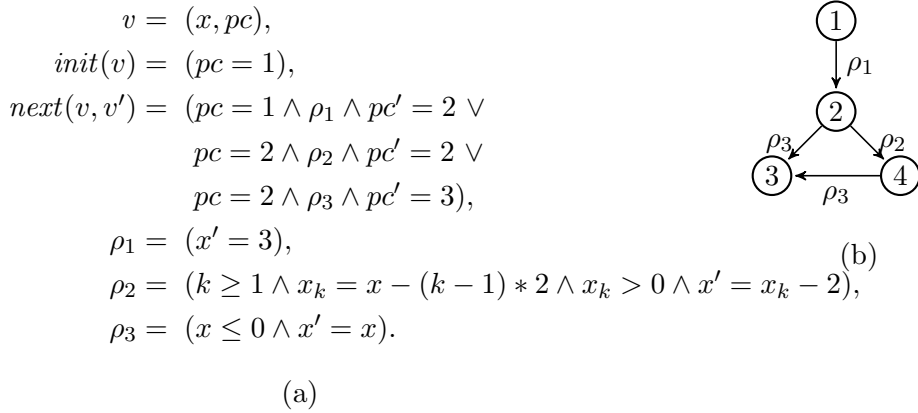 v = (x, pc),
init(v) = (pc = 1),
next(v, v′) = (pc = 1 ∧ ρ₁ ∧ pc′ = 2 ∨
pc = 2 ∧ ρ₂ ∧ pc′ = 2 ∨
pc = 2 ∧ ρ₃ ∧ pc′ = 3),
ρ₁ = (x′ = 3),
ρ₂ = (k ≥ 1 ∧ xₖ = x − (k − 1) ∗ 2 ∧ xₖ > 0 ∧ x′ = xₖ − 2),
ρ₃ = (x ≤ 0 ∧ x′ = x).
(a)
1
ρ₁
2
ρ₃ ρ₂
3 4
ρ₃
(b)